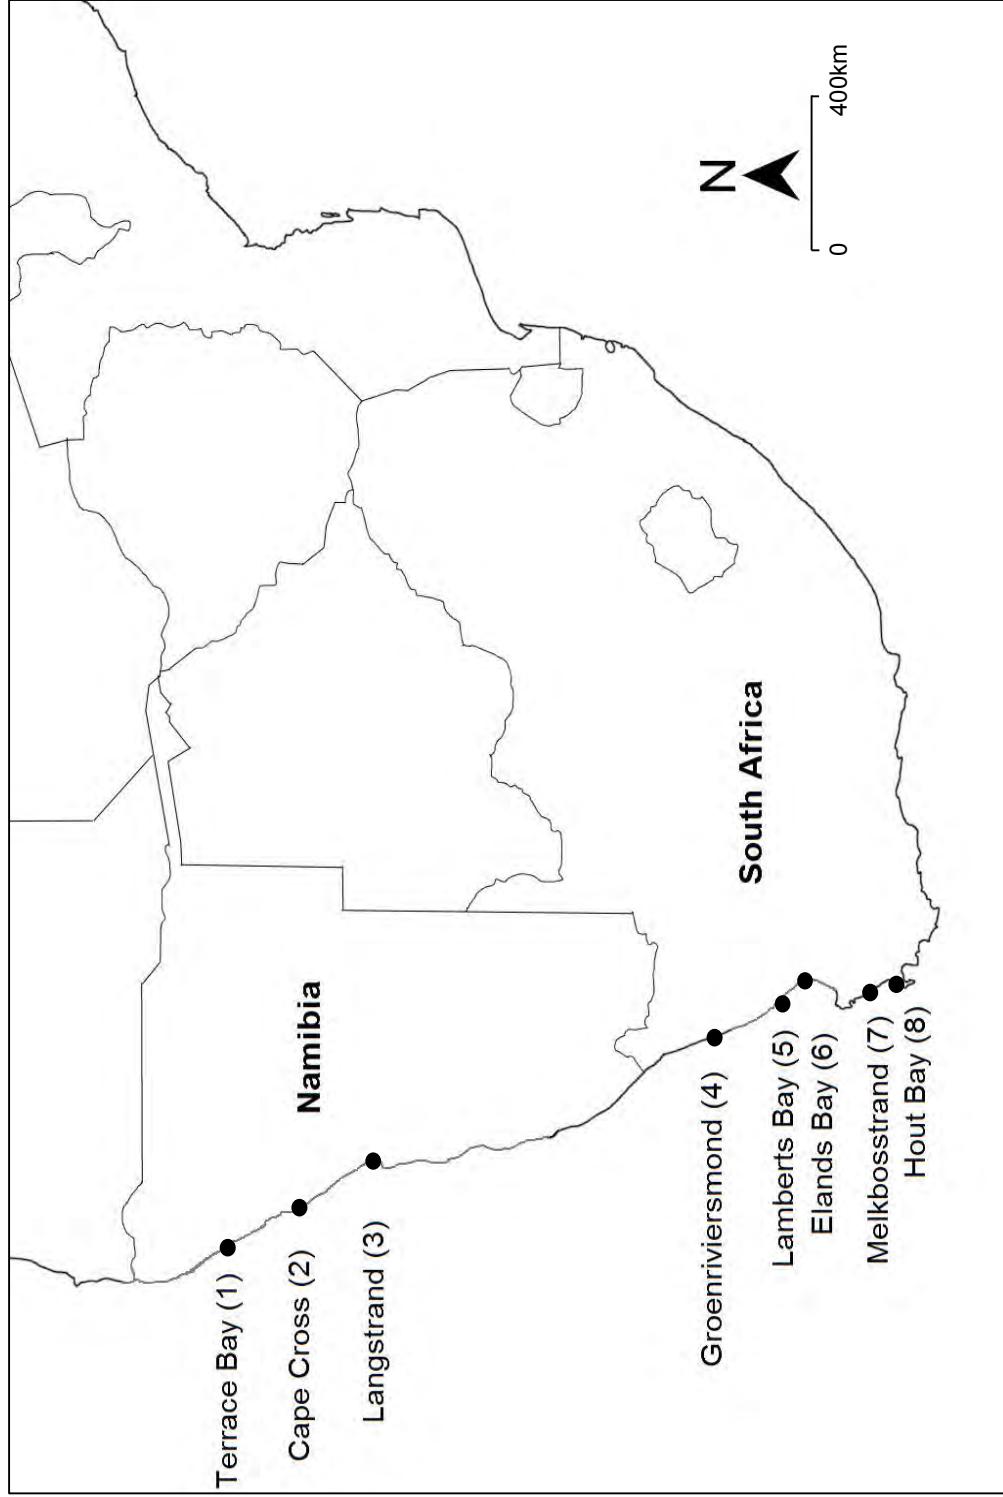 Namibia
South Africa
Terrace Bay (1)
Cape Cross (2)
Langstrand (3)
Groenriviersmond (4)
Lamberts Bay (5)
Elands Bay (6)
Melkbosstrand (7)
Hout Bay (8)
N
0 400km